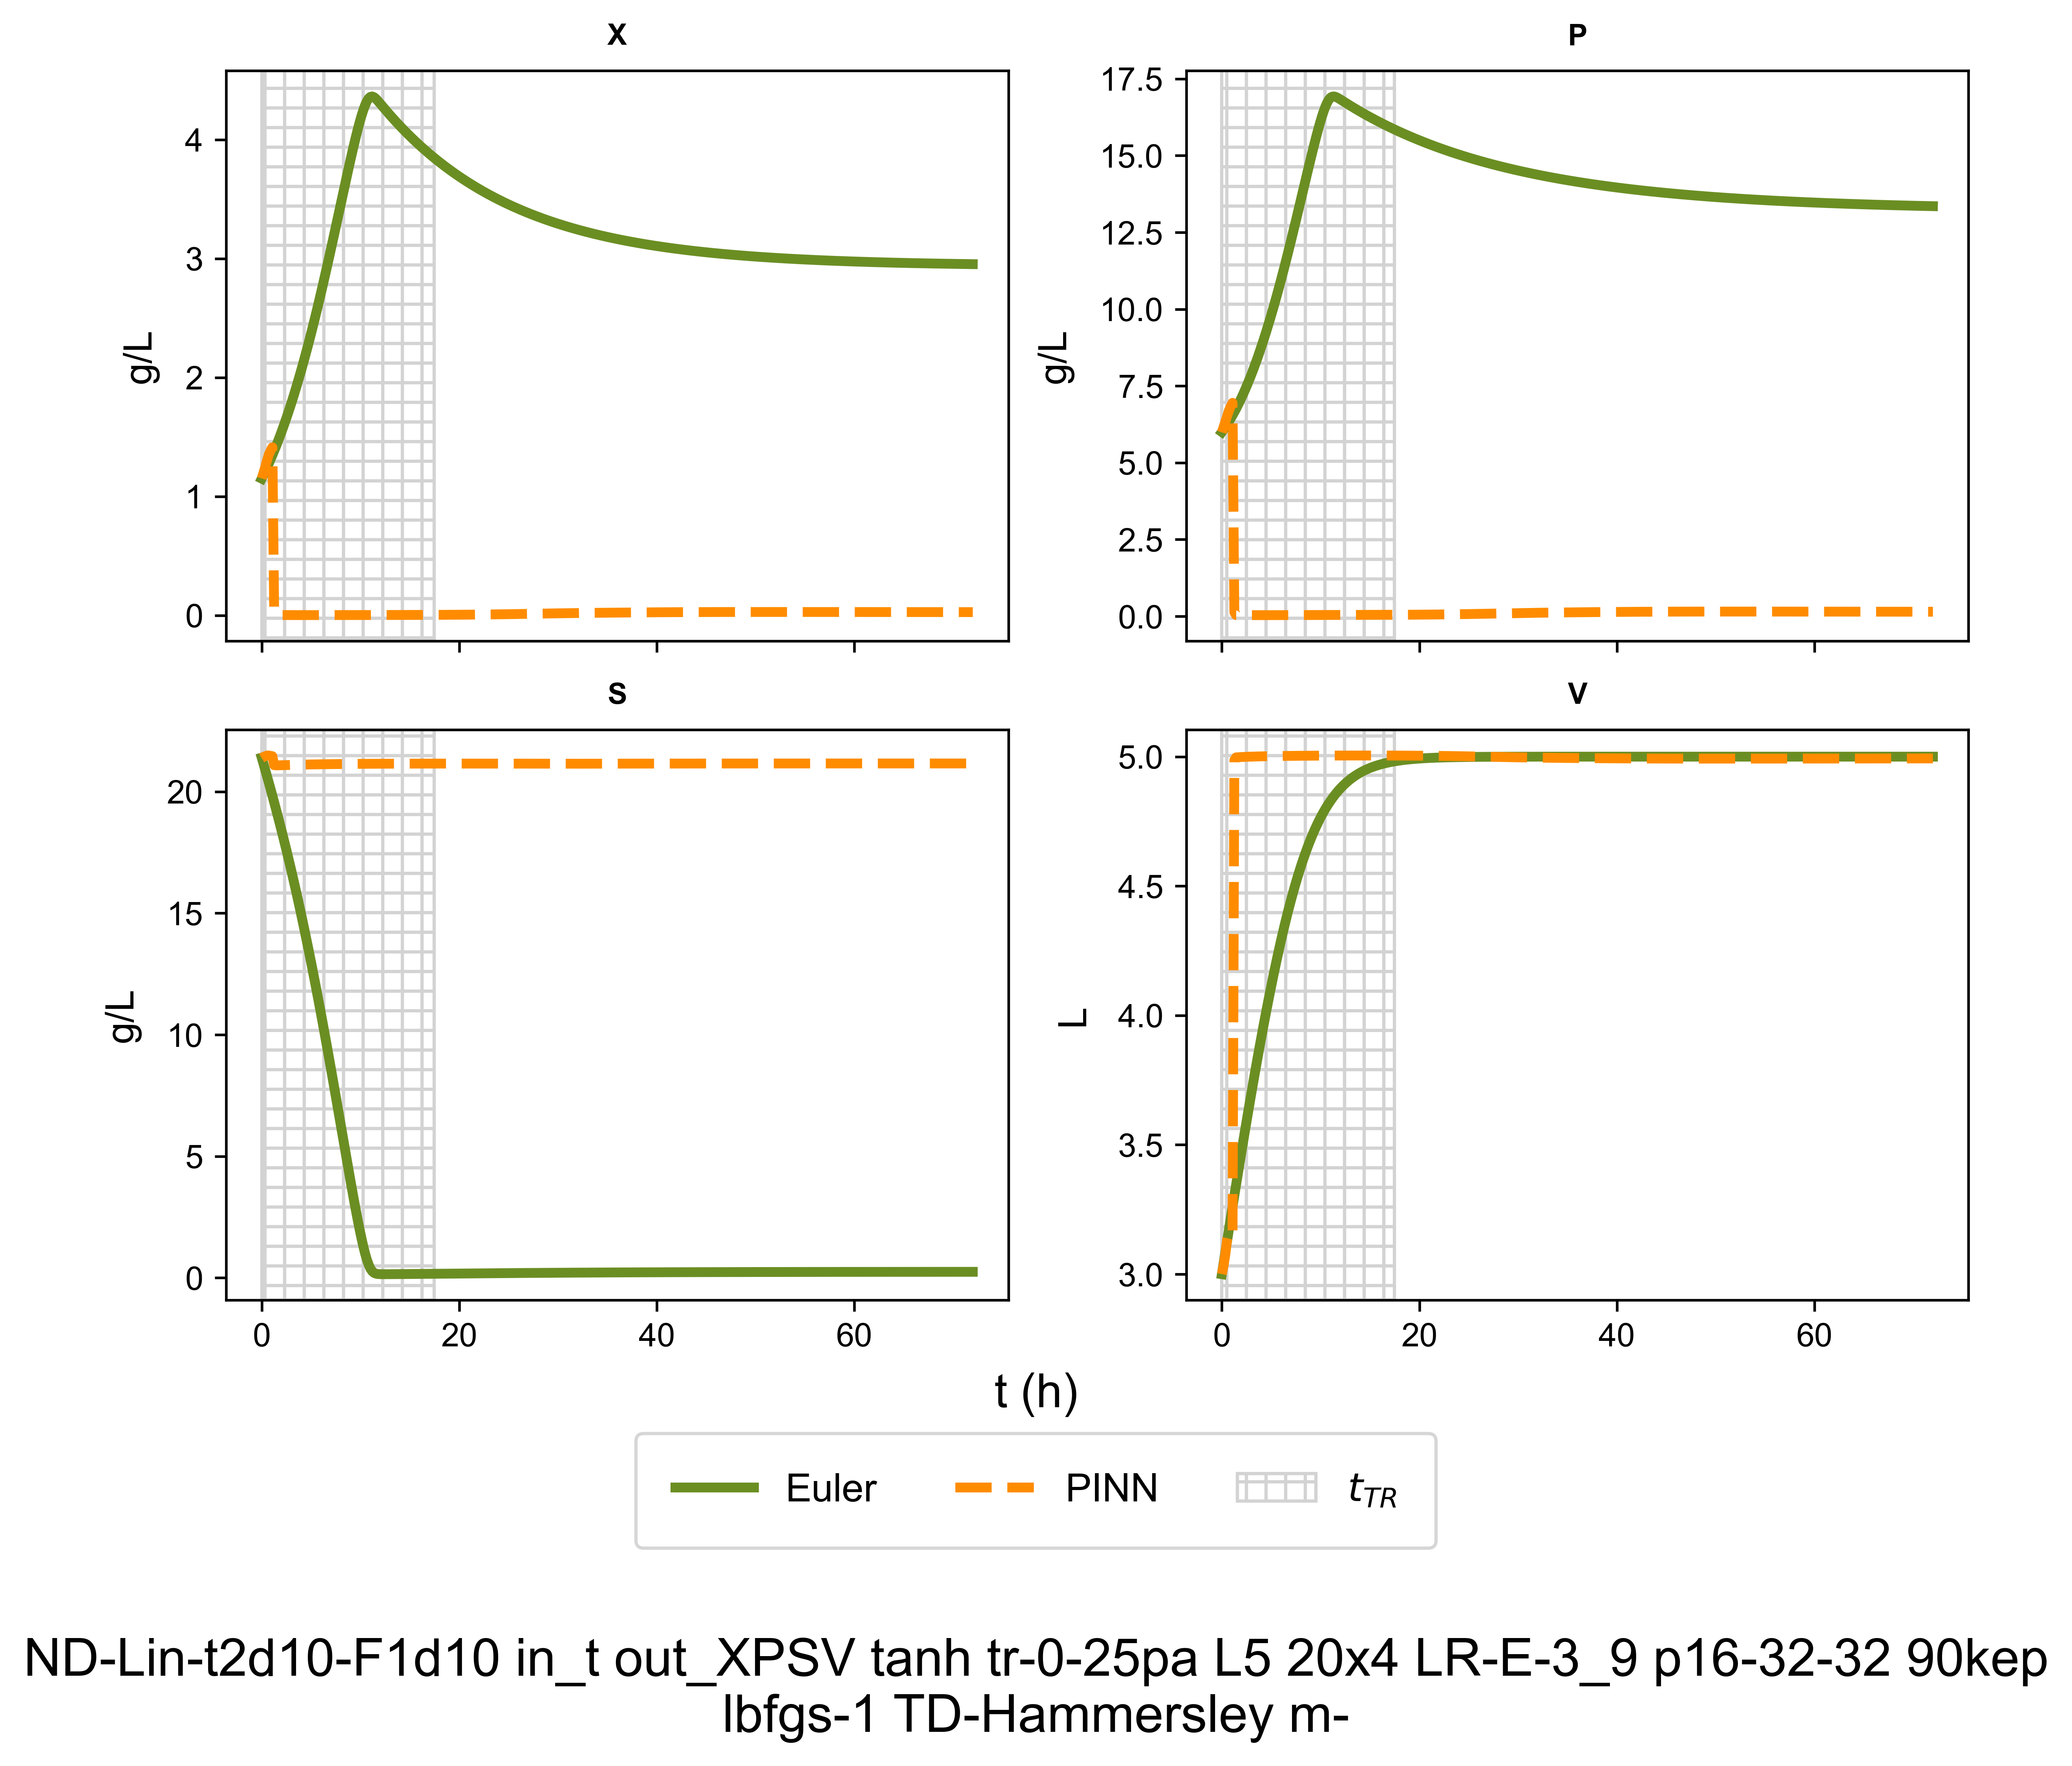 X
P
4
3
2
1
0
g/L
17.5
15.0
12.5
10.0
7.5
5.0
2.5
0.0
g/L
S
V
20
15
10
5
0
g/L
0
20
40
60
5.0
4.5
4.0
3.5
3.0
L
0
20
40
60
t (h)
Euler
PINN
t_{TR}
ND-Lin-t2d10-F1d10 in_t out_XPSV tanh tr-0-25pa L5 20x4 LR-E-3_9 p16-32-32 90kep
lbfgs-1 TD-Hammersley m-